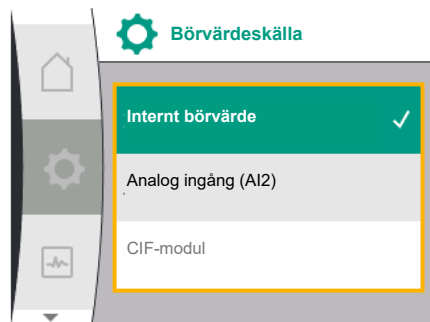 Börvärdeskälla
Internt börvärde
Analog ingång (AI2)
CIF-modul